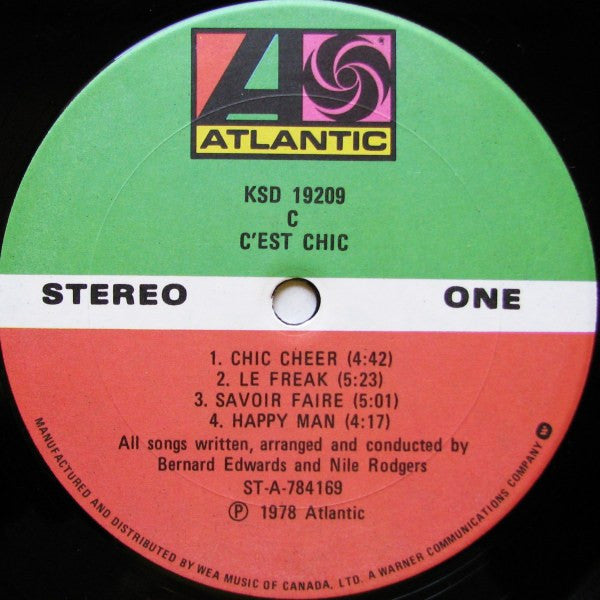 ATLANTIC
KSD 19209
C
C'EST CHIC
STEREO ONE
1. CHIC CHEER (4:42)
2. LE FREAK (5:23)
3. SAVOIR FAIRE (5:01)
4. HAPPY MAN (4:17)
All songs written, arranged and conducted by
Bernard Edwards and Nile Rodgers
ST-A-784169
Ⓟ 1978 Atlantic
MANUFACTURED AND DISTRIBUTED BY WEA MUSIC OF CANADA, LTD. A WARNER COMMUNICATIONS COMPANY